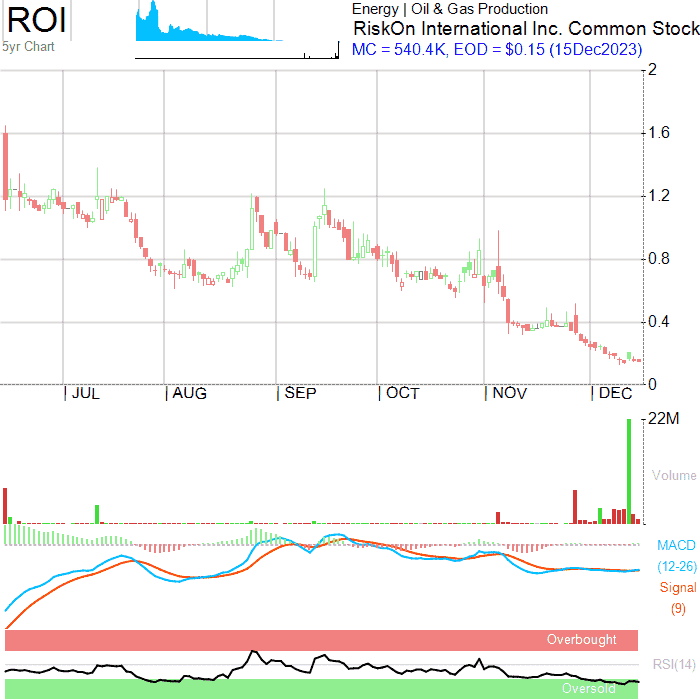 ROI
5yr Chart
Energy | Oil & Gas Production
RiskOn International Inc. Common Stock
MC = 540.4K, EOD = $0.15 (15Dec2023)
2
1.6
1.2
0.8
0.4
0
JUL AUG SEP OCT NOV DEC
22M
Volume
MACD
(12-26)
Signal
(9)
Overbought
RSI(14)
Oversold